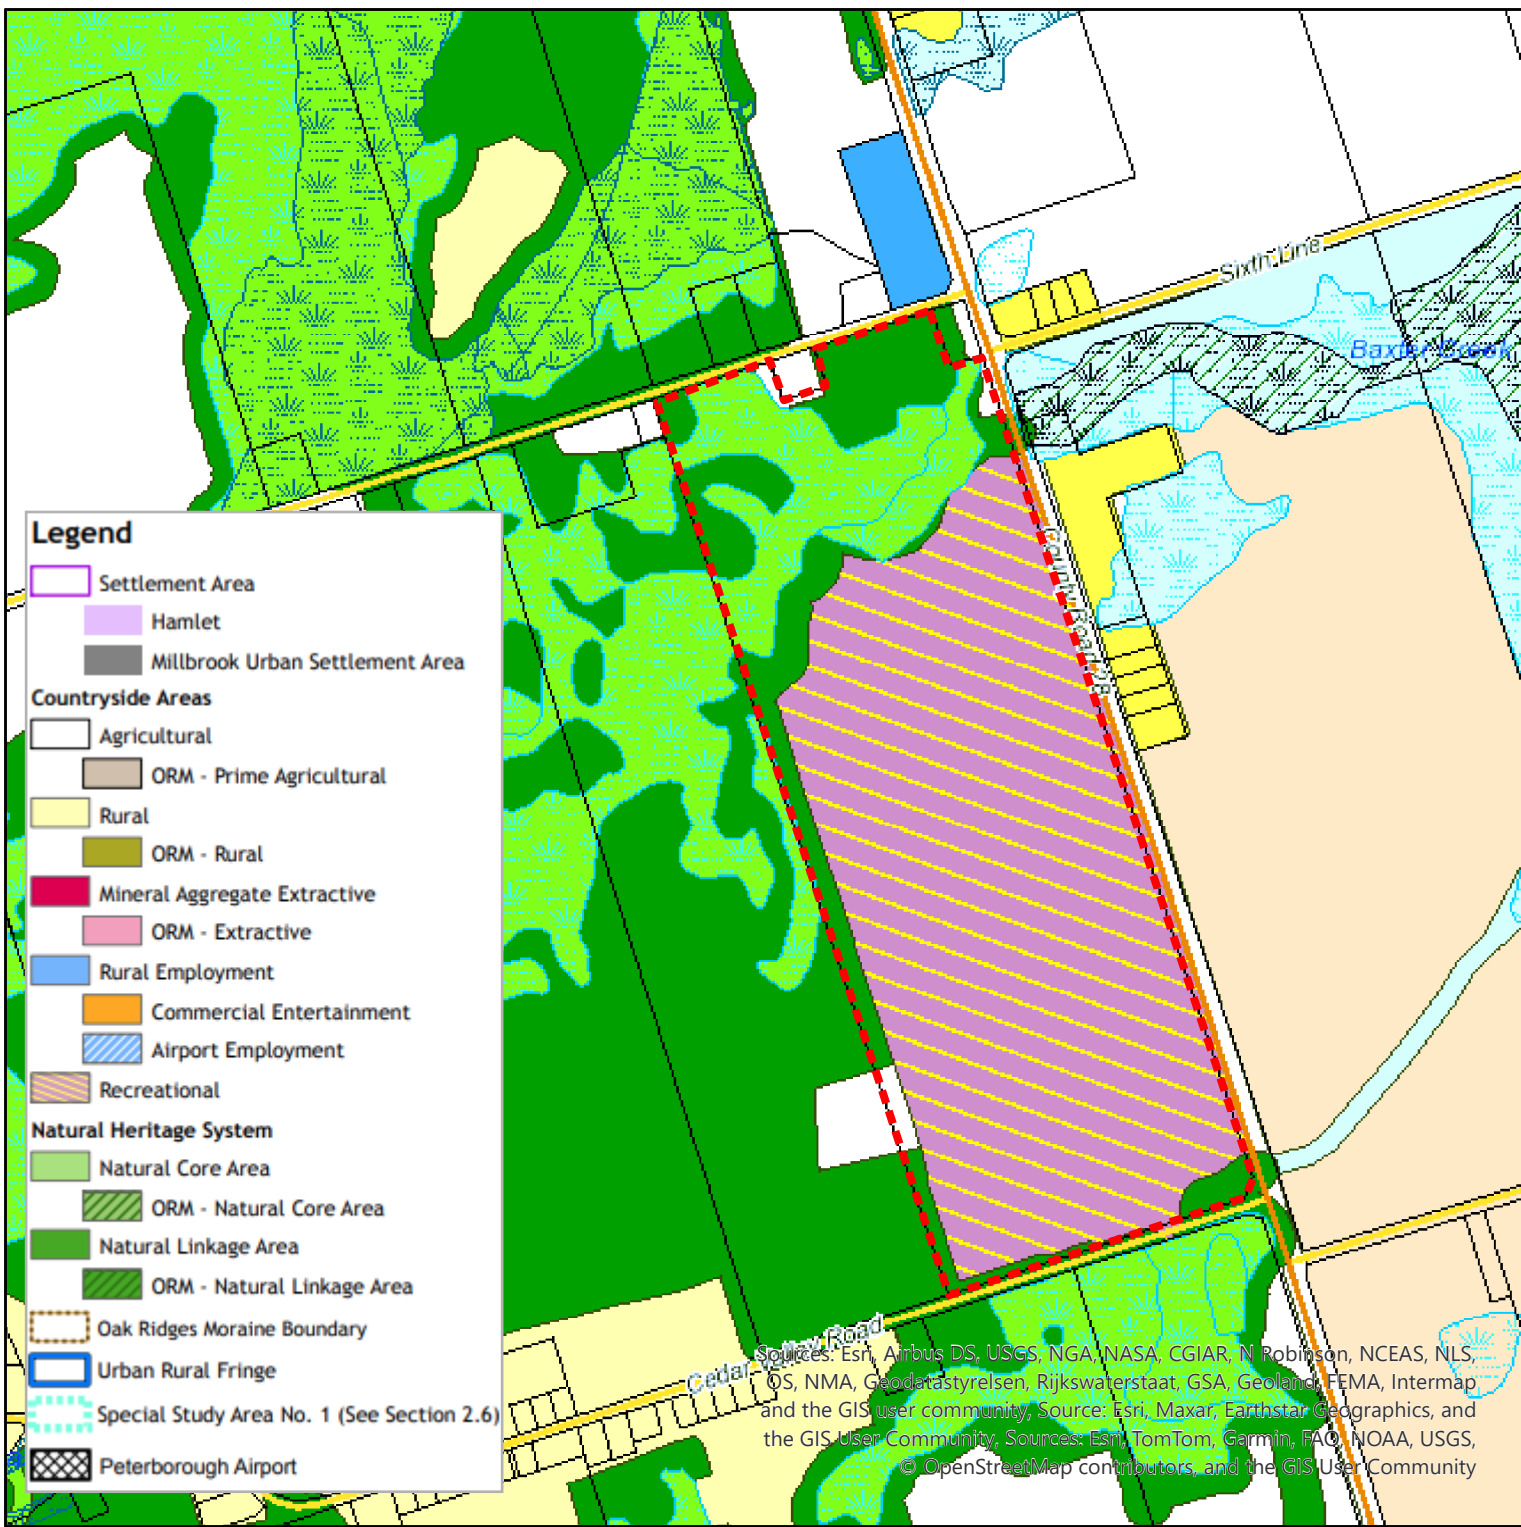 Sixth Line
Baxter Creek
County Road 10
Legend
Settlement Area
Hamlet
Millbrook Urban Settlement Area
Countryside Areas
Agricultural
ORM - Prime Agricultural
Rural
ORM - Rural
Mineral Aggregate Extractive
ORM - Extractive
Rural Employment
Commercial Entertainment
Airport Employment
Recreational
Natural Heritage System
Natural Core Area
ORM - Natural Core Area
Natural Linkage Area
ORM - Natural Linkage Area
Oak Ridges Moraine Boundary
Urban Rural Fringe
Special Study Area No. 1 (See Section 2.6)
Peterborough Airport
Cedar Valley Road
Sources: Esri, Airbus DS, USGS, NGA, NASA, CGIAR, N Robinson, NCEAS, NLS,
OS, NMA, Geodatastyrelsen, Rijkswaterstaat, GSA, Geoland, FEMA, Intermap
and the GIS user community, Source: Esri, Maxar, Earthstar Geographics, and
the GIS User Community, Sources: Esri, TomTom, Garmin, FAO, NOAA, USGS,
© OpenStreetMap contributors, and the GIS User Community